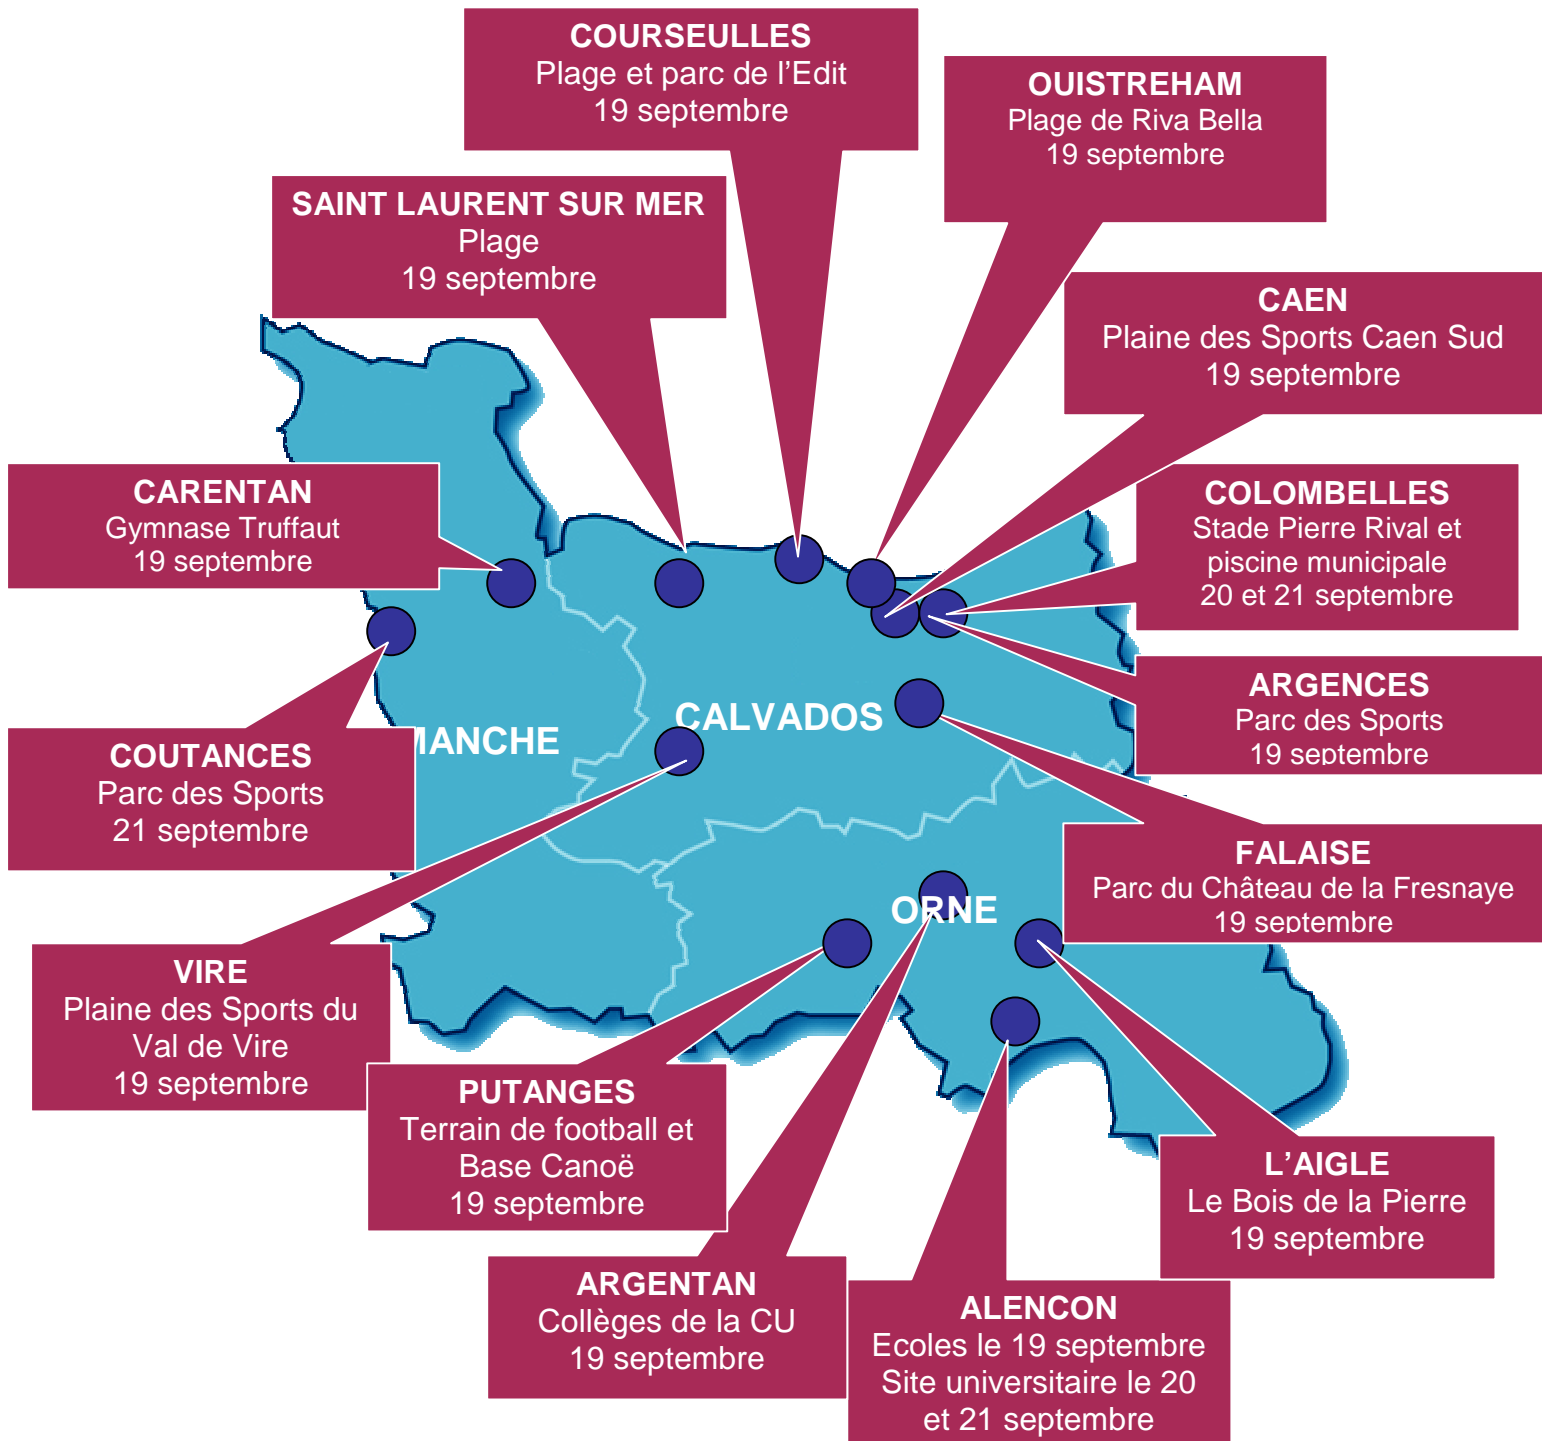 COURSEULLES
Plage et parc de l'Edit
19 septembre
OUISTREHAM
Plage de Riva Bella
19 septembre
SAINT LAURENT SUR MER
Plage
19 septembre
CAEN
Plaine des Sports Caen Sud
19 septembre
CARENTAN
Gymnase Truffaut
19 septembre
COLOMBELLES
Stade Pierre Rival et
piscine municipale
20 et 21 septembre
ARGENCES
Parc des Sports
19 septembre
CALVADOS
MANCHE
COUTANCES
Parc des Sports
21 septembre
FALAISE
Parc du Château de la Fresnaye
19 septembre
ORNE
VIRE
Plaine des Sports du
Val de Vire
19 septembre
PUTANGES
Terrain de football et
Base Canoë
19 septembre
L'AIGLE
Le Bois de la Pierre
19 septembre
ARGENTAN
Collèges de la CU
19 septembre
ALENCON
Ecoles le 19 septembre
Site universitaire le 20
et 21 septembre